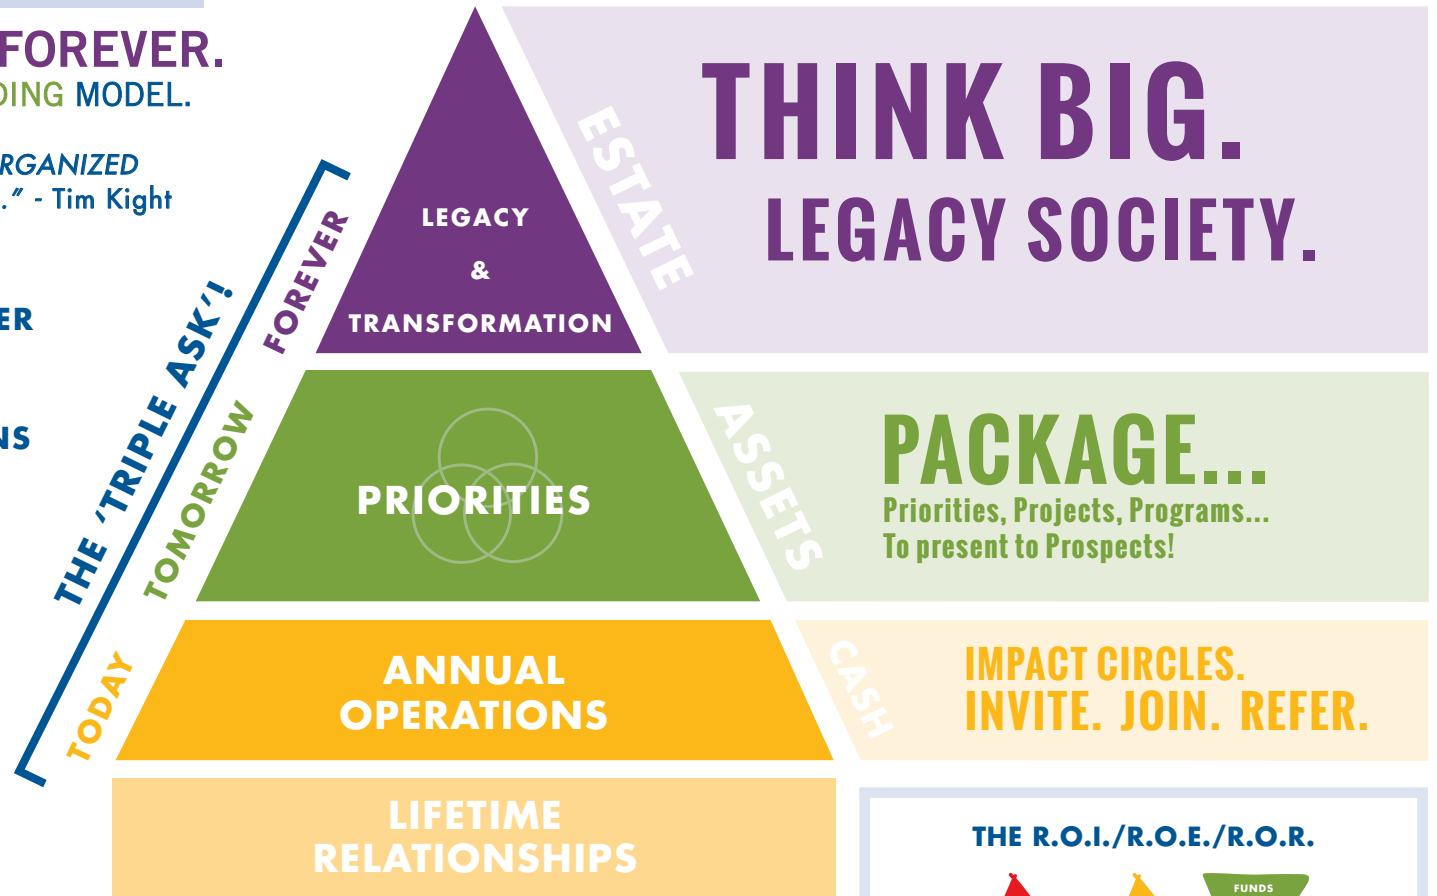 FOREVER.
DING MODEL.
RGANIZED
." - Tim Kight
ER
NS
THE 'TRIPLE ASK'!
FOREVER
TOMORROW
TODAY
LEGACY
&
TRANSFORMATION
ESTATE
THINK BIG.
LEGACY SOCIETY.
PRIORITIES
ASSETS
PACKAGE...
Priorities, Projects, Programs...
To present to Prospects!
ANNUAL
OPERATIONS
CASH
IMPACT CIRCLES.
INVITE. JOIN. REFER.
LIFETIME
RELATIONSHIPS
THE R.O.I./R.O.E./R.O.R.
FUNDS